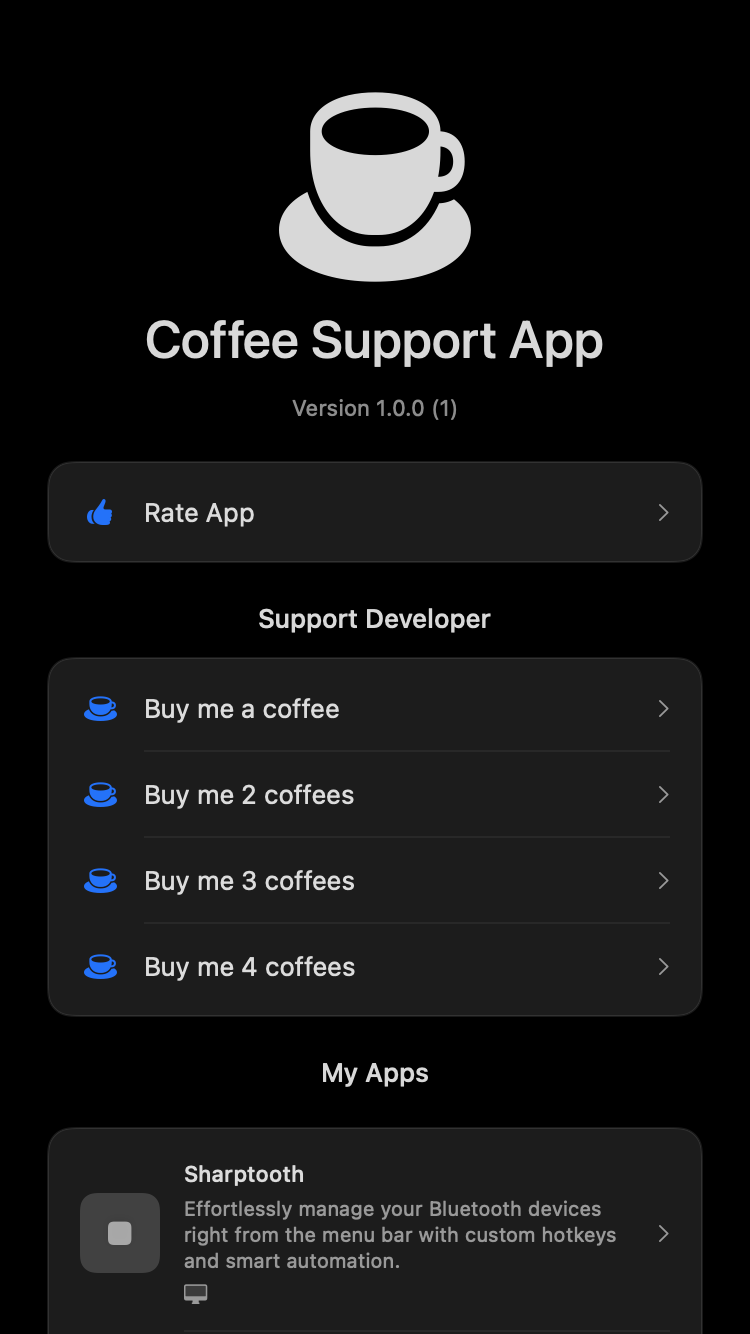 Coffee Support App
Version 1.0.0 (1)
Rate App
Support Developer
Buy me a coffee
Buy me 2 coffees
Buy me 3 coffees
Buy me 4 coffees
My Apps
Sharptooth
Effortlessly manage your Bluetooth devices
right from the menu bar with custom hotkeys
and smart automation.